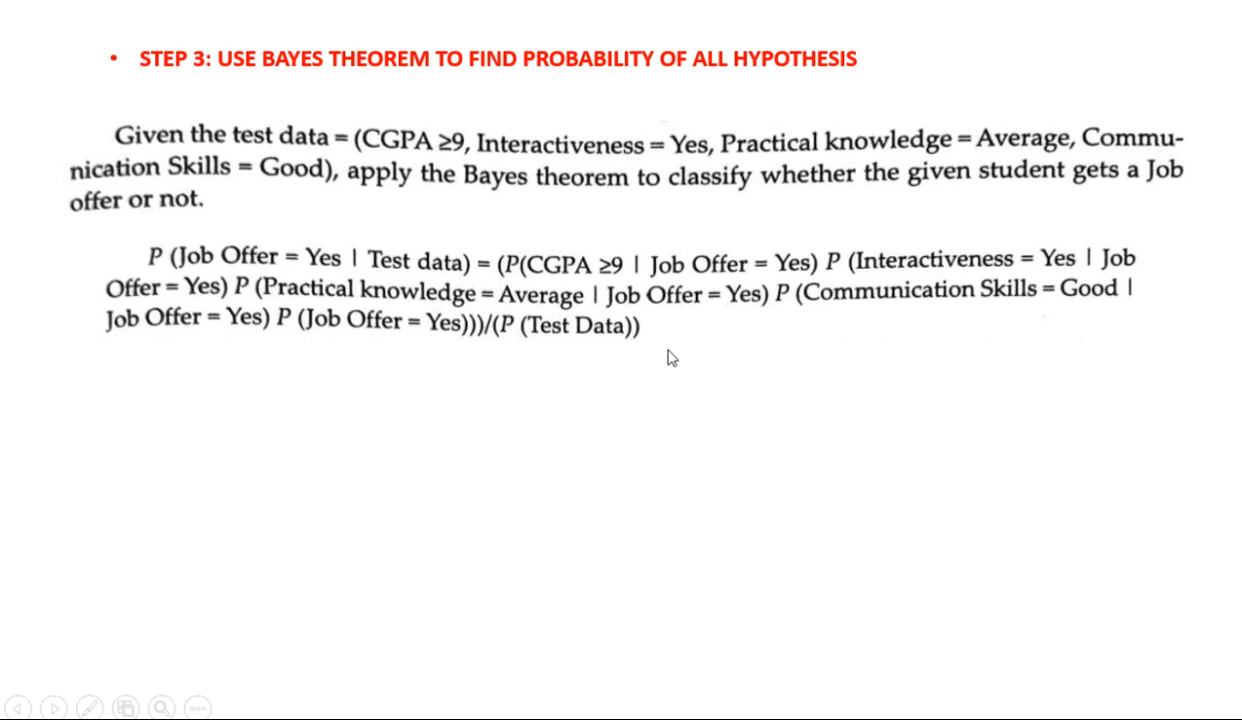 • STEP 3: USE BAYES THEOREM TO FIND PROBABILITY OF ALL HYPOTHESIS
Given the test data = (CGPA ≥9, Interactiveness = Yes, Practical knowledge = Average, Commu-
nication Skills = Good), apply the Bayes theorem to classify whether the given student gets a Job
offer or not.
P (Job Offer = Yes | Test data) = (P(CGPA ≥9 | Job Offer = Yes) P (Interactiveness = Yes | Job
Offer = Yes) P (Practical knowledge = Average | Job Offer = Yes) P (Communication Skills = Good |
Job Offer = Yes) P (Job Offer = Yes)))/(P (Test Data))